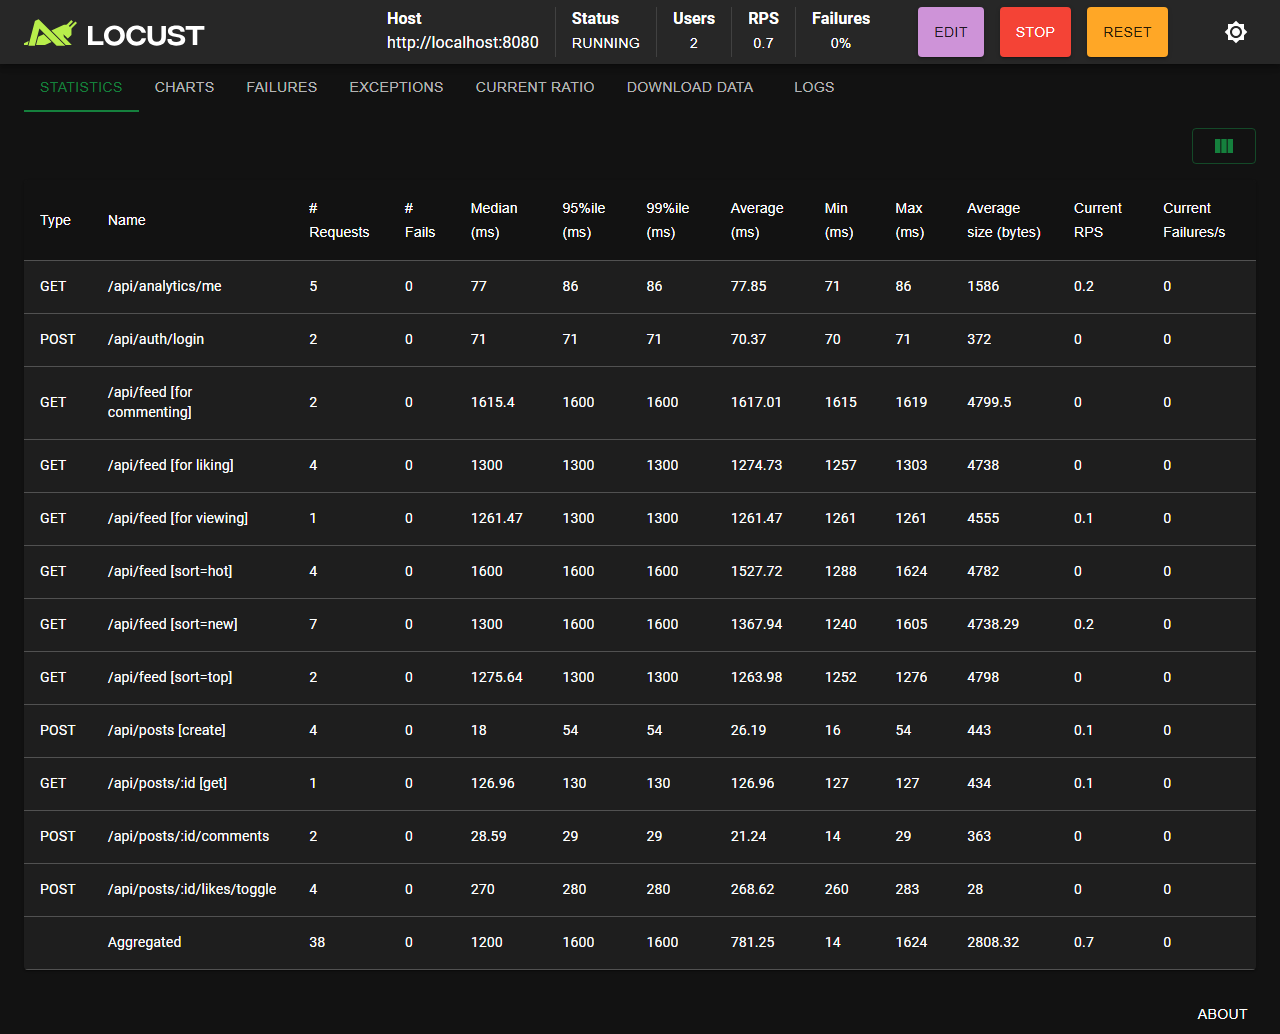 LOCUST
Host
http://localhost:8080
Status
RUNNING
Users
2
RPS
0.7
Failures
0%
EDIT
STOP
RESET
STATISTICS CHARTS FAILURES EXCEPTIONS CURRENT RATIO DOWNLOAD DATA LOGS
Type Name # Requests # Fails Median (ms) 95%ile (ms) 99%ile (ms) Average (ms) Min (ms) Max (ms) Average size (bytes) Current RPS Current Failures/s
GET /api/analytics/me 5 0 77 86 86 77.85 71 86 1586 0.2 0
POST /api/auth/login 2 0 71 71 71 70.37 70 71 372 0 0
GET /api/feed [for commenting] 2 0 1615.4 1600 1600 1617.01 1615 1619 4799.5 0 0
GET /api/feed [for liking] 4 0 1300 1300 1300 1274.73 1257 1303 4738 0 0
GET /api/feed [for viewing] 1 0 1261.47 1300 1300 1261.47 1261 1261 4555 0.1 0
GET /api/feed [sort=hot] 4 0 1600 1600 1600 1527.72 1288 1624 4782 0 0
GET /api/feed [sort=new] 7 0 1300 1600 1600 1367.94 1240 1605 4738.29 0.2 0
GET /api/feed [sort=top] 2 0 1275.64 1300 1300 1263.98 1252 1276 4798 0 0
POST /api/posts [create] 4 0 18 54 54 26.19 16 54 443 0.1 0
GET /api/posts/:id [get] 1 0 126.96 130 130 126.96 127 127 434 0.1 0
POST /api/posts/:id/comments 2 0 28.59 29 29 21.24 14 29 363 0 0
POST /api/posts/:id/likes/toggle 4 0 270 280 280 268.62 260 283 28 0 0
Aggregated 38 0 1200 1600 1600 781.25 14 1624 2808.32 0.7 0
ABOUT